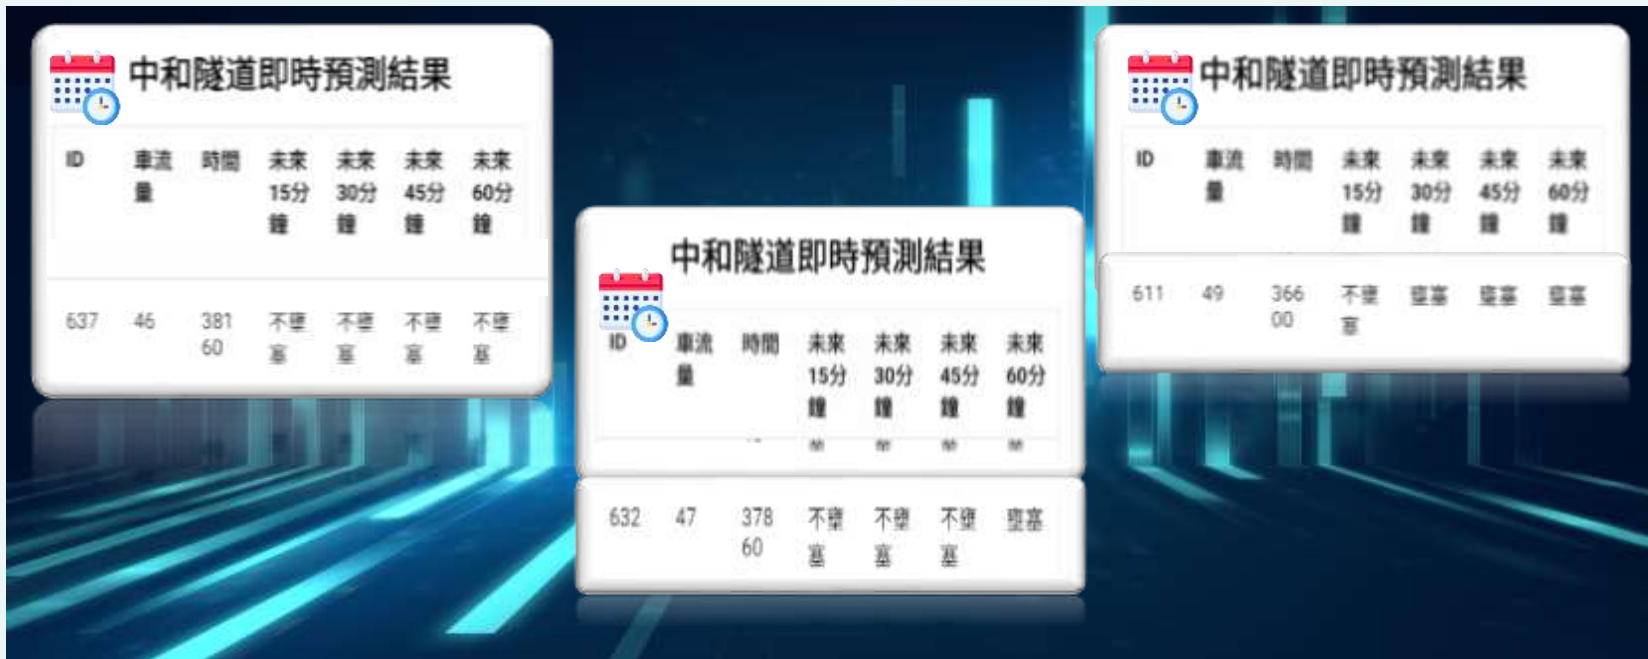 中和隧道即時預測結果
ID 車流 時間 未來 未來 未來 未來
量 15分 30分 45分 60分
鐘 鐘 鐘 鐘
637 46 381 不壅 不壅 不壅 不壅
60 塞 塞 塞 塞
中和隧道即時預測結果
ID 車流 時間 未來 未來 未來 未來
量 15分 30分 45分 60分
鐘 鐘 鐘 鐘
632 47 378 不壅 不壅 不壅 壅塞
60 塞 塞 塞
中和隧道即時預測結果
ID 車流 時間 未來 未來 未來 未來
量 15分 30分 45分 60分
鐘 鐘 鐘 鐘
611 49 366 不壅 壅塞 壅塞 壅塞
00 塞